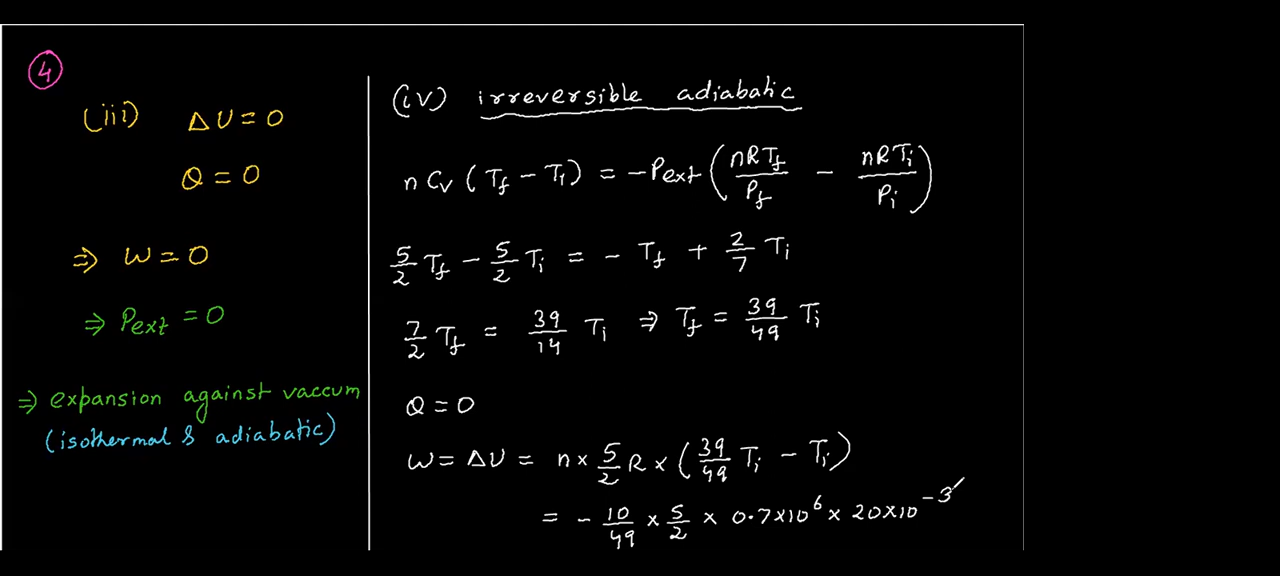 ④
(iii) ΔU = 0
Q = 0
⇒ W = 0
⇒ Pext = 0
⇒ expansion against vaccum
(isothermal & adiabatic)
(iv) irreversible adiabatic
n Cv (Tf − Ti) = −Pext (nRTf/Pf − nRTi/Pi)
5/2 Tf − 5/2 Ti = − Tf + 2/7 Ti
7/2 Tf = 39/14 Ti ⇒ Tf = 39/49 Ti
Q = 0
W = ΔU = n × 5/2 R × (39/49 Ti − Ti)
= − 10/49 × 5/2 × 0.7×10⁶ × 20×10⁻³